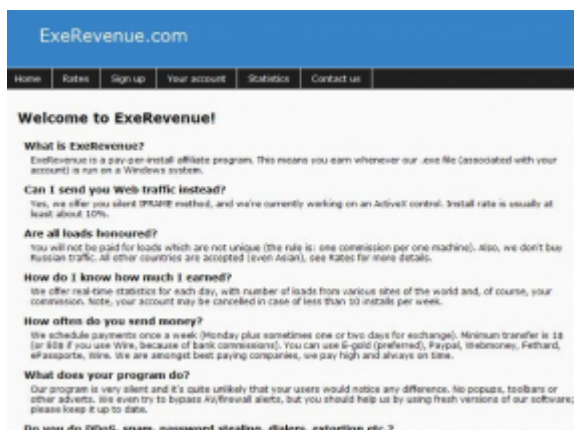 ExeRevenue.com
Home Rates Sign up Your account Statistics Contact us
Welcome to ExeRevenue!
What is ExeRevenue?
ExeRevenue is a pay-per-install affiliate program. This means you earn whenever our .exe file (associated with your
account) is run on a Windows system.
Can I send you Web traffic instead?
Yes, we offer you silent IFRAME method, and we're currently working on an ActiveX control. Install rate is usually at
least about 10%.
Are all loads honoured?
You will not be paid for loads which are not unique (the rule is: one commission per one machine). Also, we don't buy
Russian traffic. All other countries are accepted (even Asian), see Rates for more details.
How do I know how much I earned?
We offer real-time statistics for each day, with number of loads from various sites of the world and, of course, your
commission. Note, your account may be cancelled in case of less than 10 installs per week.
How often do you send money?
We schedule payments once a week (Monday plus sometimes one or two days for exchange). Minimum transfer is
(or if you use Wire, because of bank commissions). You can use E-gold (preferred), Paypal, Webmoney, Fethard,
ePassporte, Wire. We are amongst best paying companies, we pay high and always on time.
What does your program do?
Our program is very silent and it's quite unlikely that your users would notice any difference. No popups, toolbars or
other adverts. We even try to bypass AV/firewall alerts, but you should help us by using fresh versions of our software;
please keep it up to date.
Do you do DDoS, spam, password stealing, dialers, extortion etc.?